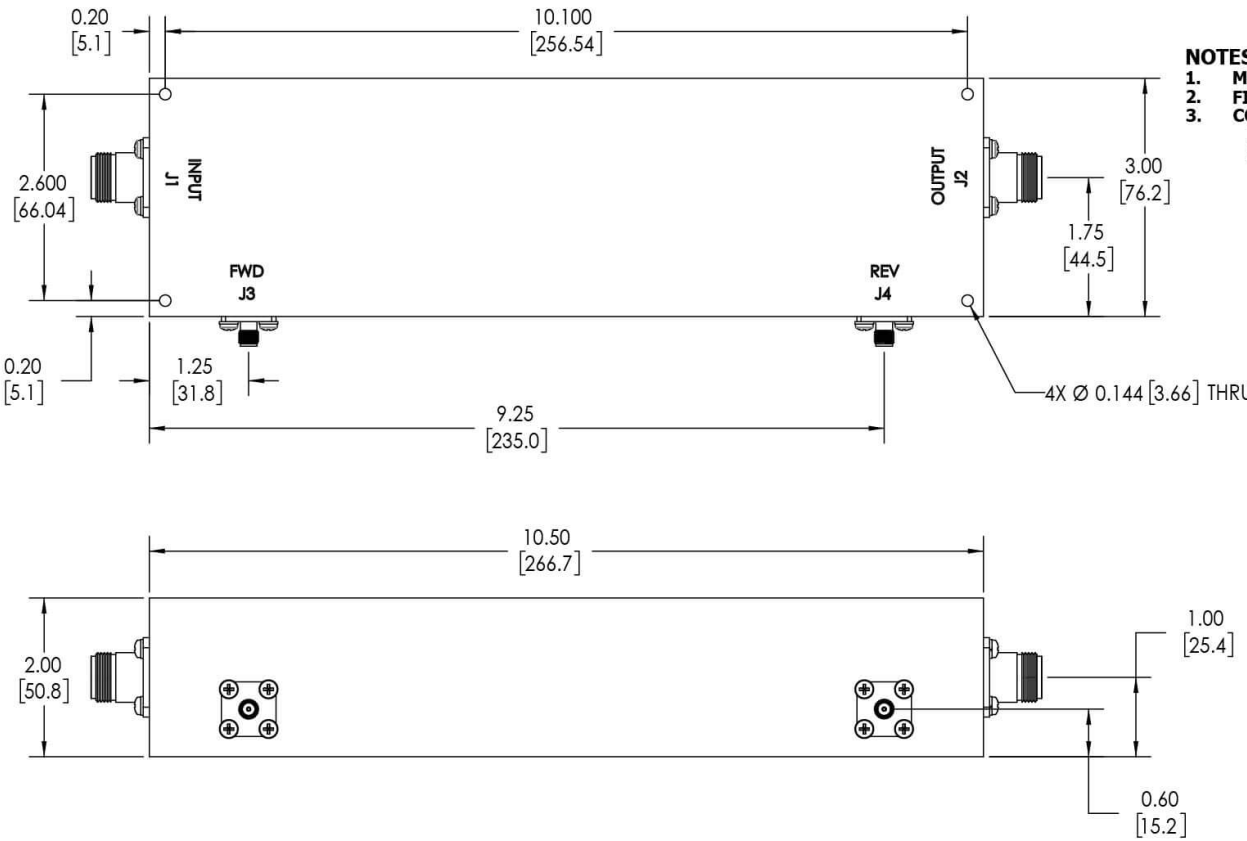 0.20
[5.1]
10.100
[256.54]
NOTES
1. M
2. FI
3. CO
2.600
[66.04]
J1
INPUT
OUTPUT
J2
3.00
[76.2]
1.75
[44.5]
FWD
J3
REV
J4
0.20
[5.1]
1.25
[31.8]
4X Ø 0.144 [3.66] THRU
9.25
[235.0]
10.50
[266.7]
2.00
[50.8]
1.00
[25.4]
0.60
[15.2]